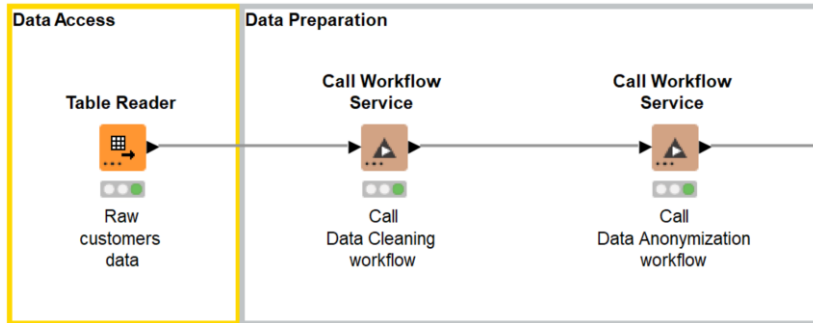 Data Access
Data Preparation
Table Reader
Raw
customers
data
Call Workflow
Service
Call
Data Cleaning
workflow
Call Workflow
Service
Call
Data Anonymization
workflow